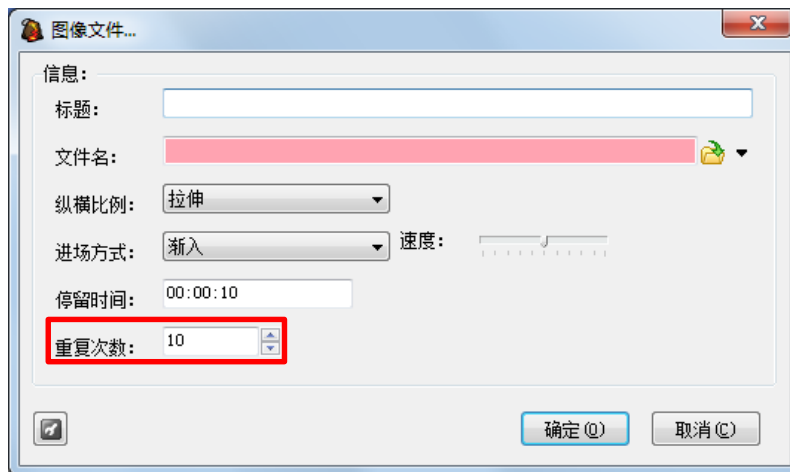 图像文件...
信息：
标题：
文件名：
纵横比例： 拉伸
进场方式： 渐入 速度：
停留时间： 00:00:10
重复次数： 10
确定(O) 取消(C)